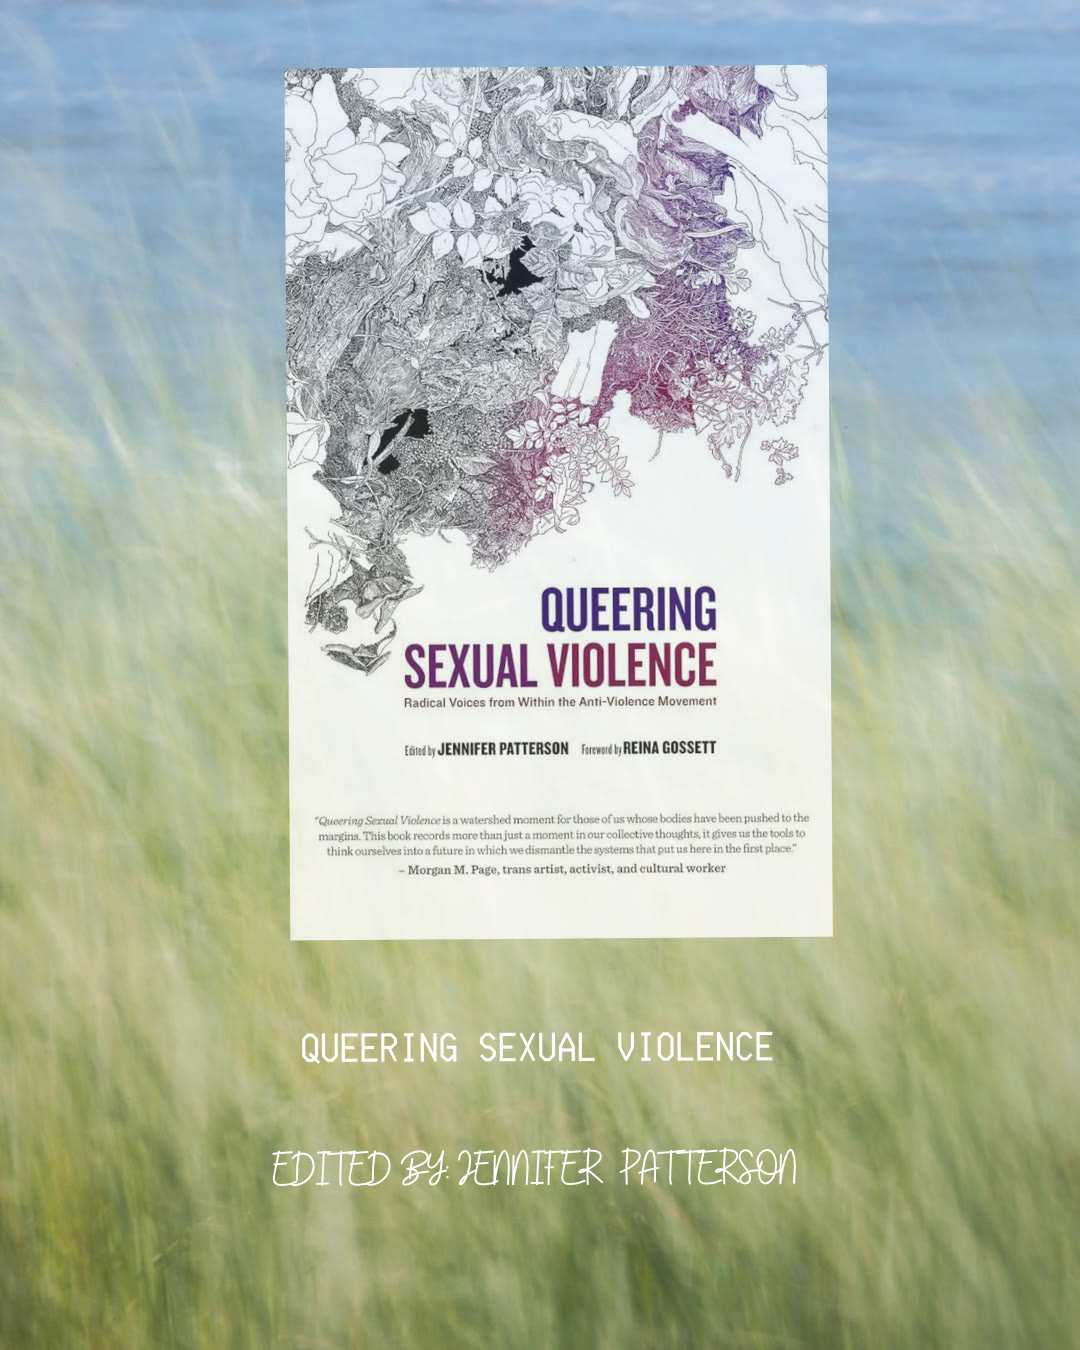 QUEERING
SEXUAL VIOLENCE
Radical Voices from Within the Anti-Violence Movement
Edited by JENNIFER PATTERSON Foreword by REINA GOSSETT
"Queering Sexual Violence is a watershed moment for those of us whose bodies have been pushed to the
margins. This book records more than just a moment in our collective thoughts, it gives us the tools to
think ourselves into a future in which we dismantle the systems that put us here in the first place."
– Morgan M. Page, trans artist, activist, and cultural worker
QUEERING SEXUAL VIOLENCE
EDITED BY: JENNIFER PATTERSON